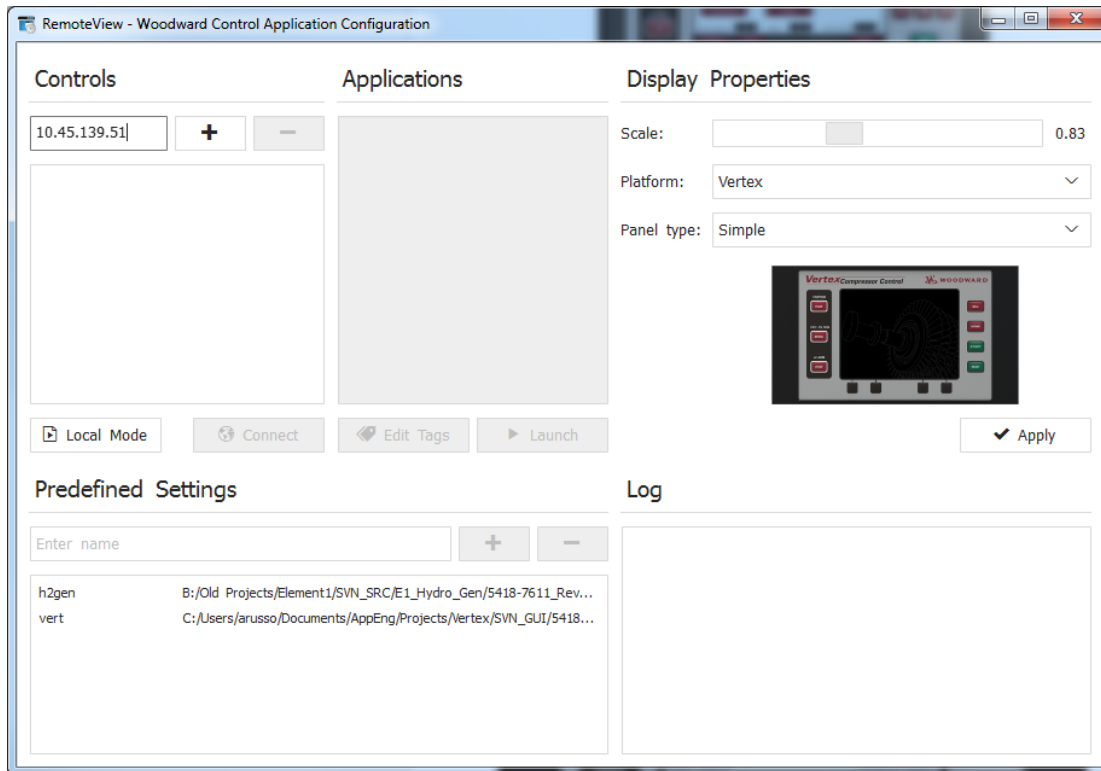 RemoteView - Woodward Control Application Configuration
Controls
Applications
Display Properties
10.45.139.51
+
−
Scale:
0.83
Platform:
Vertex
Panel type:
Simple
Vertex Compressor Control
WOODWARD
Local Mode
Connect
Edit Tags
Launch
Apply
Predefined Settings
Log
Enter name
+
−
h2gen B:/Old Projects/Element1/SVN_SRC/E1_Hydro_Gen/5418-7611_Rev...
vert C:/Users/arusso/Documents/AppEng/Projects/Vertex/SVN_GUI/5418...